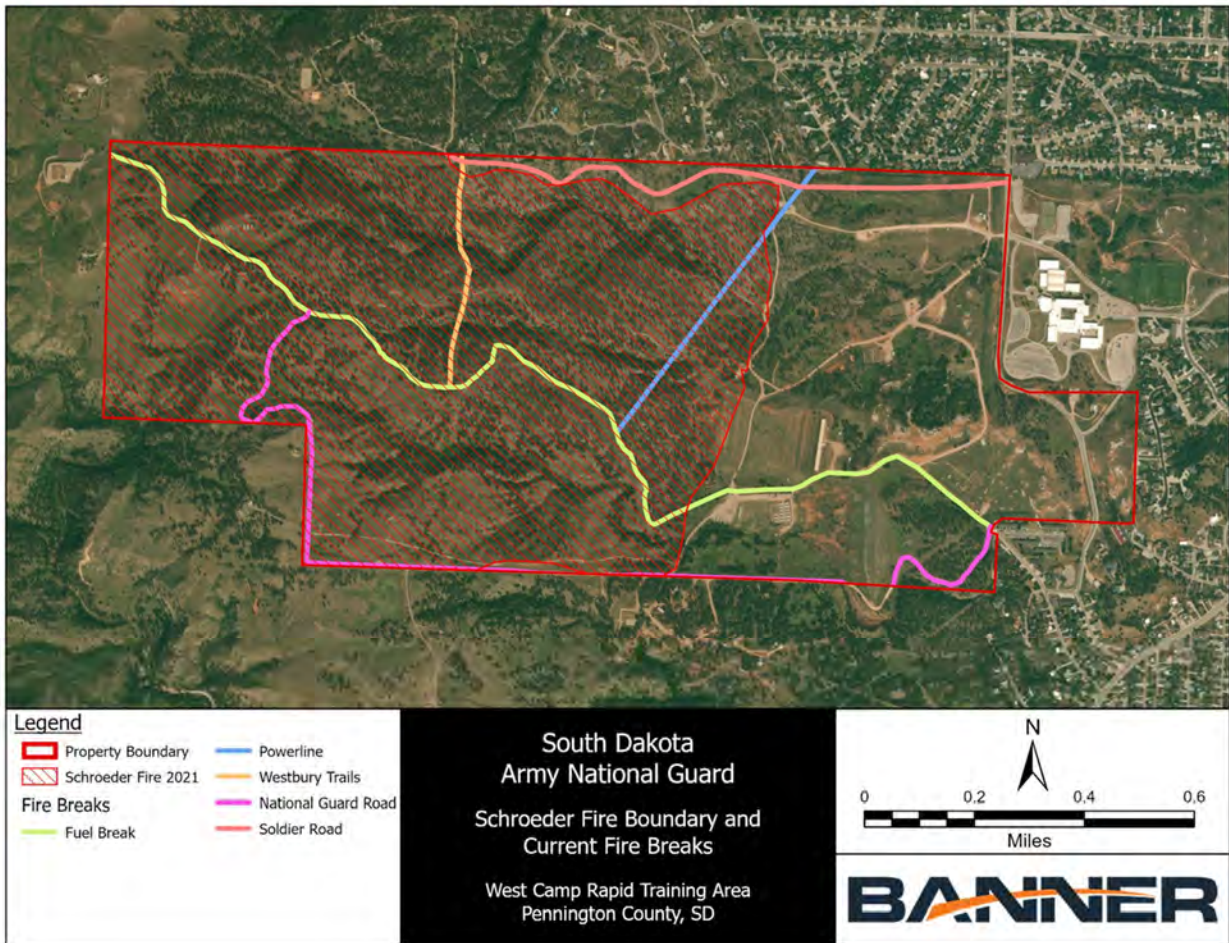 Legend
Property Boundary
Schroeder Fire 2021
Fire Breaks
Fuel Break
Powerline
Westbury Trails
National Guard Road
Soldier Road
South Dakota
Army National Guard
Schroeder Fire Boundary and
Current Fire Breaks
West Camp Rapid Training Area
Pennington County, SD
N
0 0.2 0.4 0.6
Miles
BANNER